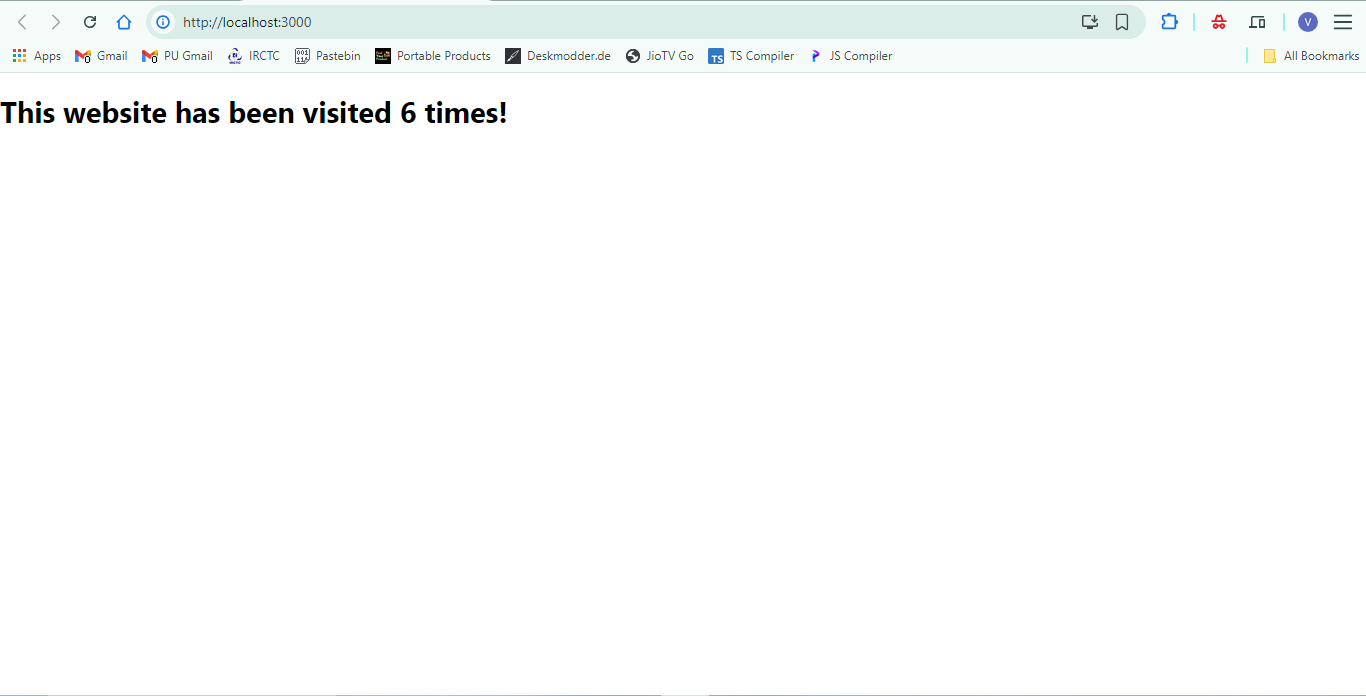 http://localhost:3000
V
Apps Gmail PU Gmail IRCTC Pastebin Portable Products Deskmodder.de JioTV Go TS TS Compiler JS Compiler All Bookmarks
This website has been visited 6 times!